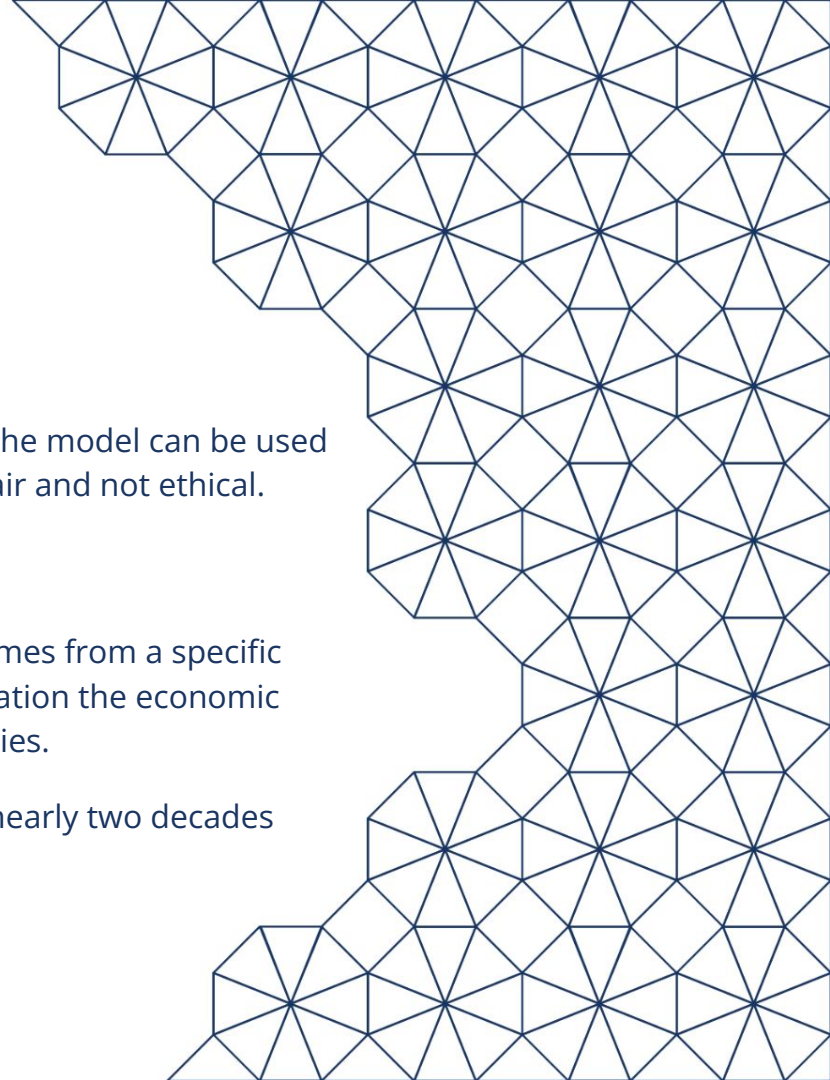 he model can be used
air and not ethical.
mes from a specific
ation the economic
ies.
nearly two decades